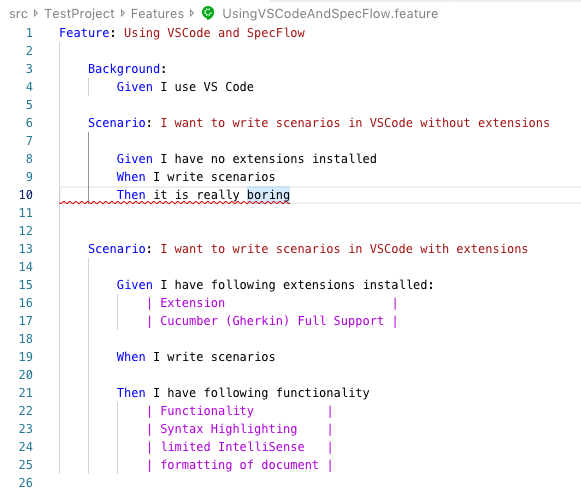 src > TestProject > Features > UsingVSCodeAndSpecFlow.feature
1 Feature: Using VSCode and SpecFlow
2
3 Background:
4 Given I use VS Code
5
6 Scenario: I want to write scenarios in VSCode without extensions
7
8 Given I have no extensions installed
9 When I write scenarios
10 Then it is really boring
11
12
13 Scenario: I want to write scenarios in VSCode with extensions
14
15 Given I have following extensions installed:
16 | Extension |
17 | Cucumber (Gherkin) Full Support |
18
19 When I write scenarios
20
21 Then I have following functionality
22 | Functionality |
23 | Syntax Highlighting |
24 | limited IntelliSense |
25 | formatting of document |
26